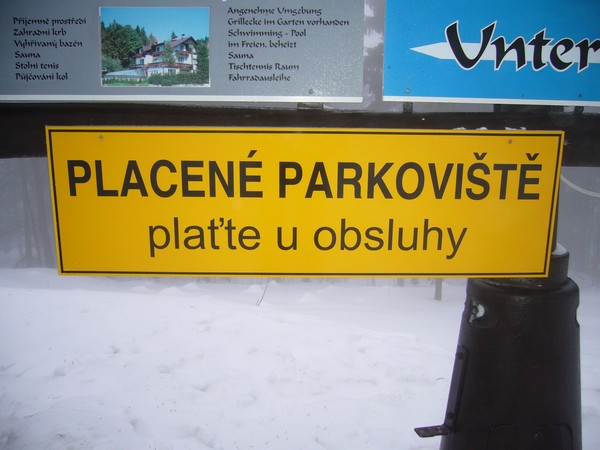 Příjemné prostředí
Zahradní krb
Vyhřívaný bazén
Sauna
Stolní tenis
Půjčování kol
Angenehme Umgebung
Grillecke im Garten vorhanden
Schwimming - Pool
im Freien, beheizt
Sauna
Tischtennis Raum
Fahrradausleihe
Unter
PLACENÉ PARKOVIŠTĚ
plaťte u obsluhy